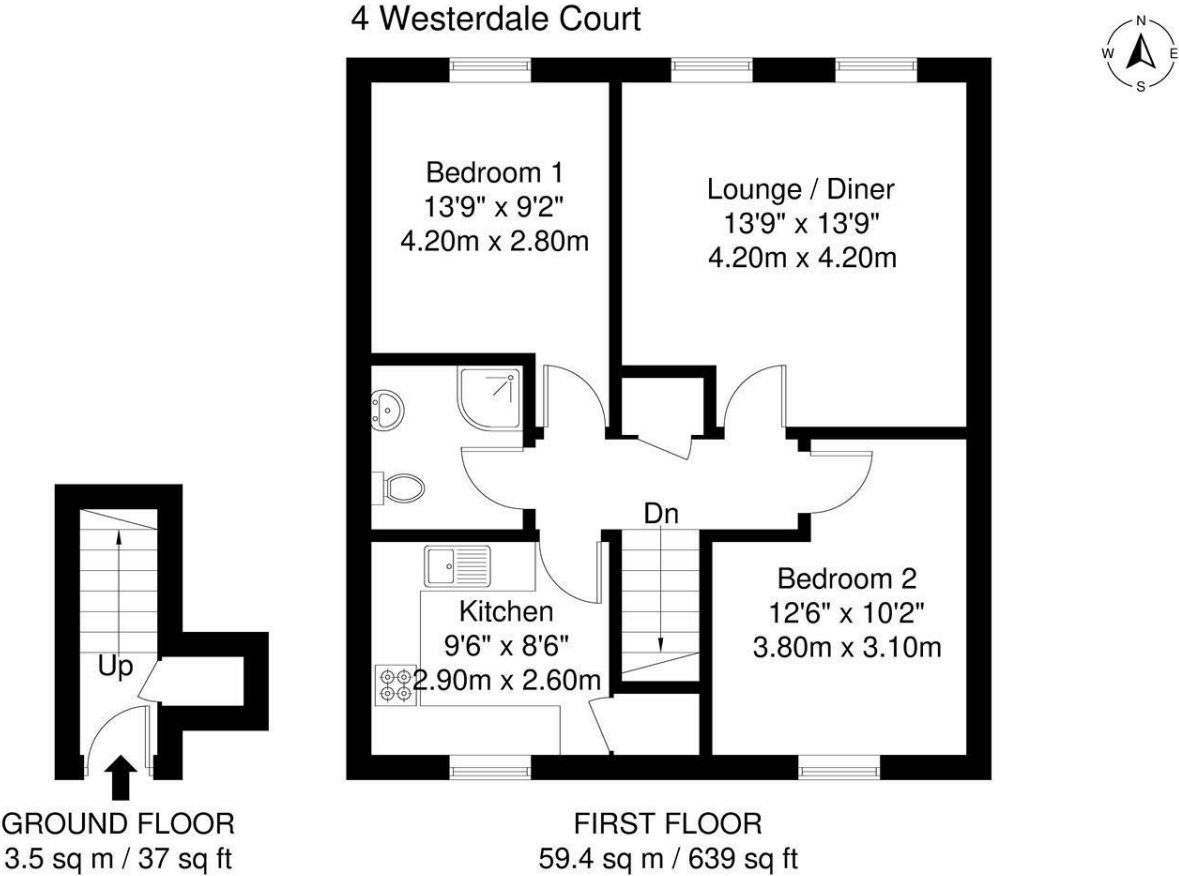 4 Westerdale Court
N
W E
S
Bedroom 1
13'9" x 9'2"
4.20m x 2.80m
Lounge / Diner
13'9" x 13'9"
4.20m x 4.20m
Dn
Kitchen
9'6" x 8'6"
2.90m x 2.60m
Bedroom 2
12'6" x 10'2"
3.80m x 3.10m
Up
GROUND FLOOR
3.5 sq m / 37 sq ft
FIRST FLOOR
59.4 sq m / 639 sq ft